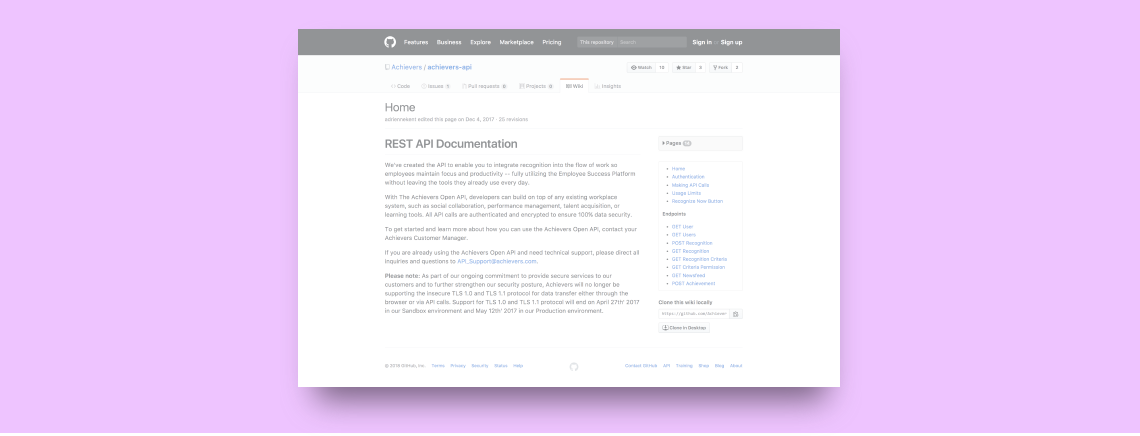 Features Business Explore Marketplace Pricing This repository Search Sign in or Sign up
Achievers / achievers-api
Watch 10 Star 3 Fork 2
Code Issues Pull requests 0 Projects 0 Wiki Insights
Home
edited this page on Dec 4, 2017 · 25 revisions
REST API Documentation
We've created the API to enable you to integrate recognition into the flow of work so
employees maintain focus and productivity — fully utilizing the Employee Success Platform
without leaving the tools they already use every day.
With The Achievers Open API, developers can build on top of any existing workplace
system, such as social collaboration, performance management, talent acquisition, or
learning tools. All API calls are authenticated and encrypted to ensure 100% data security.
To get started and learn more about how you can use the Achievers Open API, contact your
Achievers Customer Manager.
If you are already using the Achievers Open API and need technical support, please direct all
inquiries and questions to API_Support@achievers.com.
Please note: As part of our ongoing commitment to provide secure services to our
customers and to further strengthen our security posture, Achievers will no longer be
supporting the insecure TLS 1.0 and TLS 1.1 protocol for data transfer either through the
browser or via API calls. Support for TLS 1.0 and TLS 1.1 protocol will end on April 27th' 2017
in our Sandbox environment and May 12th' 2017 in our Production environment.
Pages
Home
Authentication
Making API Calls
Usage Limits
Recognize Now Button
Endpoints
GET User
GET Users
POST Recognition
GET Recognition
GET Recognition Criteria
GET Criteria Permission
GET Newsfeed
POST Achievement
Clone this wiki locally
https://github.com/Achiever
Clone in Desktop
© 2018 GitHub, Inc. Terms Privacy Security Status Help
Contact GitHub API Training Shop Blog About